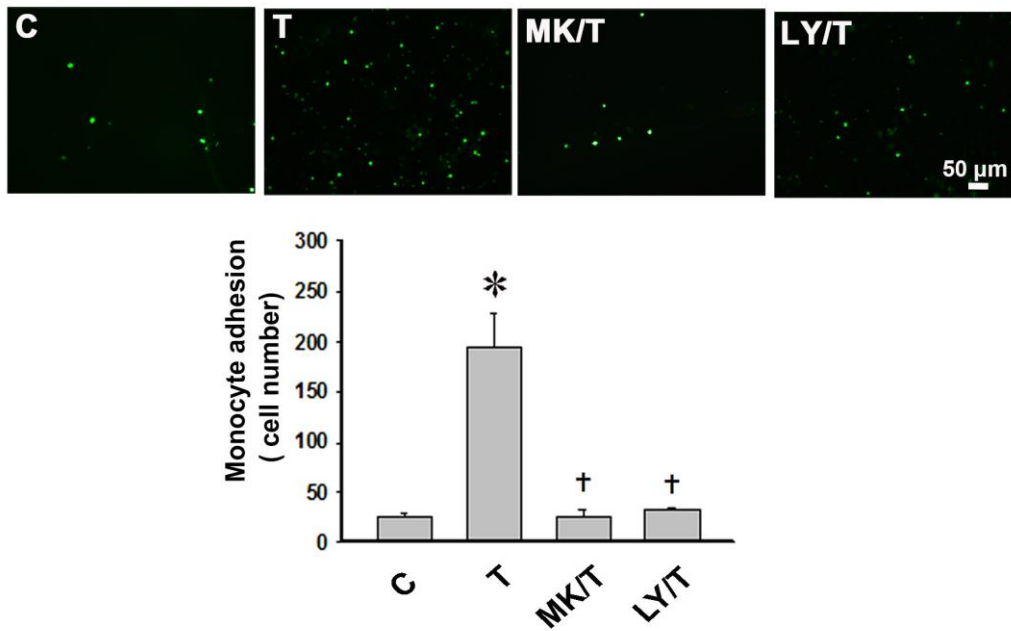 C
T
MK/T
LY/T
50 µm
Monocyte adhesion
( cell number)
300
250
200
150
100
50
0
*
†
†
C
T
MK/T
LY/T